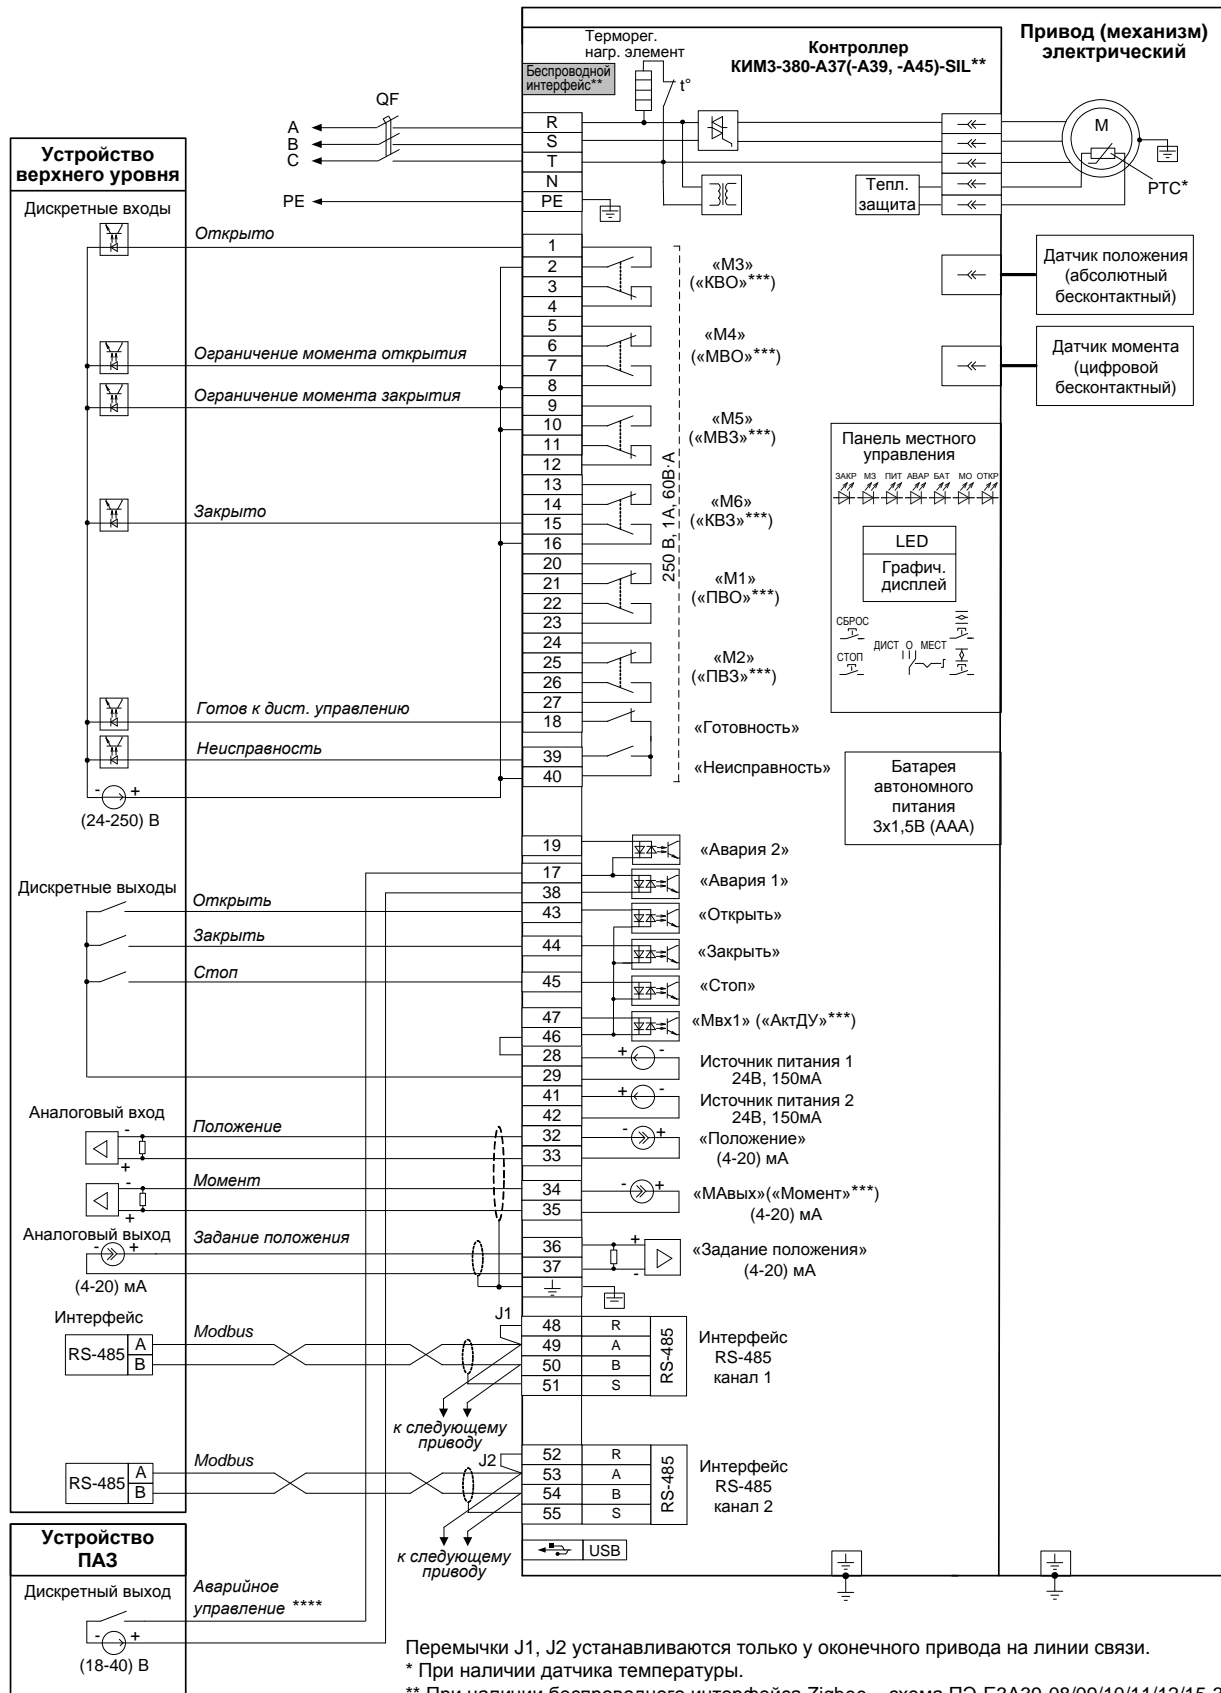 Привод (механизм)
электрический
Контроллер
КИМ3-380-А37(-А39, -А45)-SIL**
Терморег.
нагр. элемент
Беспроводной
интерфейс**
t°
QF
A
B
C
PE
R
S
T
N
PE
M
PTC*
Тепл.
защита
Устройство
верхнего уровня
Дискретные входы
Открыто
Ограничение момента открытия
Ограничение момента закрытия
Закрыто
Готов к дист. управлению
Неисправность
- +
(24-250) В
1
2
3
4
5
6
7
8
9
10
11
12
13
14
15
16
20
21
22
23
24
25
26
27
18
39
40
«М3»
(«КВО»***)
«М4»
(«МВО»***)
«М5»
(«МВЗ»***)
«М6»
(«КВЗ»***)
«М1»
(«ПВО»***)
«М2»
(«ПВЗ»***)
«Готовность»
«Неисправность»
250 В, 1А, 60В·А
Датчик положения
(абсолютный
бесконтактный)
Датчик момента
(цифровой
бесконтактный)
Панель местного
управления
ЗАКР МЗ ПИТ АВАР БАТ МО ОТКР
LED
Графич.
дисплей
СБРОС
СТОП
ДИСТ О МЕСТ
Батарея
автономного
питания
3х1,5В (ААА)
Дискретные выходы
Открыть
Закрыть
Стоп
19
17
38
43
44
45
47
46
28
29
41
42
32
33
34
35
36
37
«Авария 2»
«Авария 1»
«Открыть»
«Закрыть»
«Стоп»
«Мвх1» («АктДУ»***)
+ -
Источник питания 1
24В, 150мА
+ -
Источник питания 2
24В, 150мА
- +
«Положение»
(4-20) мА
- +
«МАвых»(«Момент»***)
(4-20) мА
+
-
«Задание положения»
(4-20) мА
Аналоговый вход
-
+
Положение
-
+
Момент
Аналоговый выход
- +
(4-20) мА
Задание положения
Интерфейс
RS-485
A
B
Modbus
J1
48 R
49 A
50 B
51 S
RS-485
Интерфейс
RS-485
канал 1
к следующему
приводу
RS-485
A
B
Modbus
J2
52 R
53 A
54 B
55 S
RS-485
Интерфейс
RS-485
канал 2
к следующему
приводу
USB
Устройство
ПАЗ
Дискретный выход
- +
(18-40) В
Аварийное
управление ****
Перемычки J1, J2 устанавливаются только у оконечного привода на линии связи.
* При наличии датчика температуры.